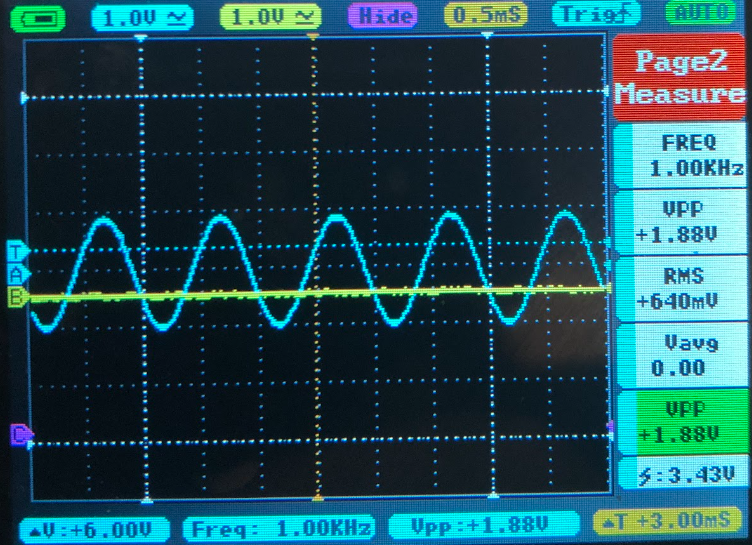 1.0V
1.0V
Hide
0.5mS
Trig
AUTO
Page2
Measure
FREQ
1.00KHz
VPP
+1.88V
RMS
+640mV
Vavg
0.00
VPP
+1.88V
:3.43V
T
A
B
C
▲V:+6.00V
Freq: 1.00KHz
Vpp:+1.88V
▲T +3.00mS